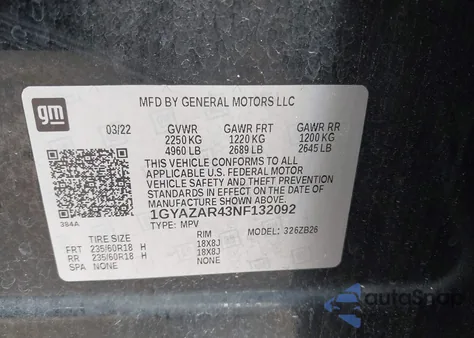 gm
MFD BY GENERAL MOTORS LLC
03/22 GVWR GAWR FRT GAWR RR
2250 KG 1220 KG 1200 KG
4960 LB 2689 LB 2645 LB
THIS VEHICLE CONFORMS TO ALL APPLICABLE
U.S. FEDERAL MOTOR
VEHICLE SAFETY AND THEFT PREVENTION
STANDARDS IN EFFECT ON THE DATE OF
MANUFACTURE SHOWN ABOVE.
1GYAZAR43NF132092
TYPE: MPV MODEL: 326ZB26
394A
TIRE SIZE RIM
FRT 235/60R18 H 18X8J
RR 235/60R18 H 18X8J
SPA NONE NONE
autoSnap